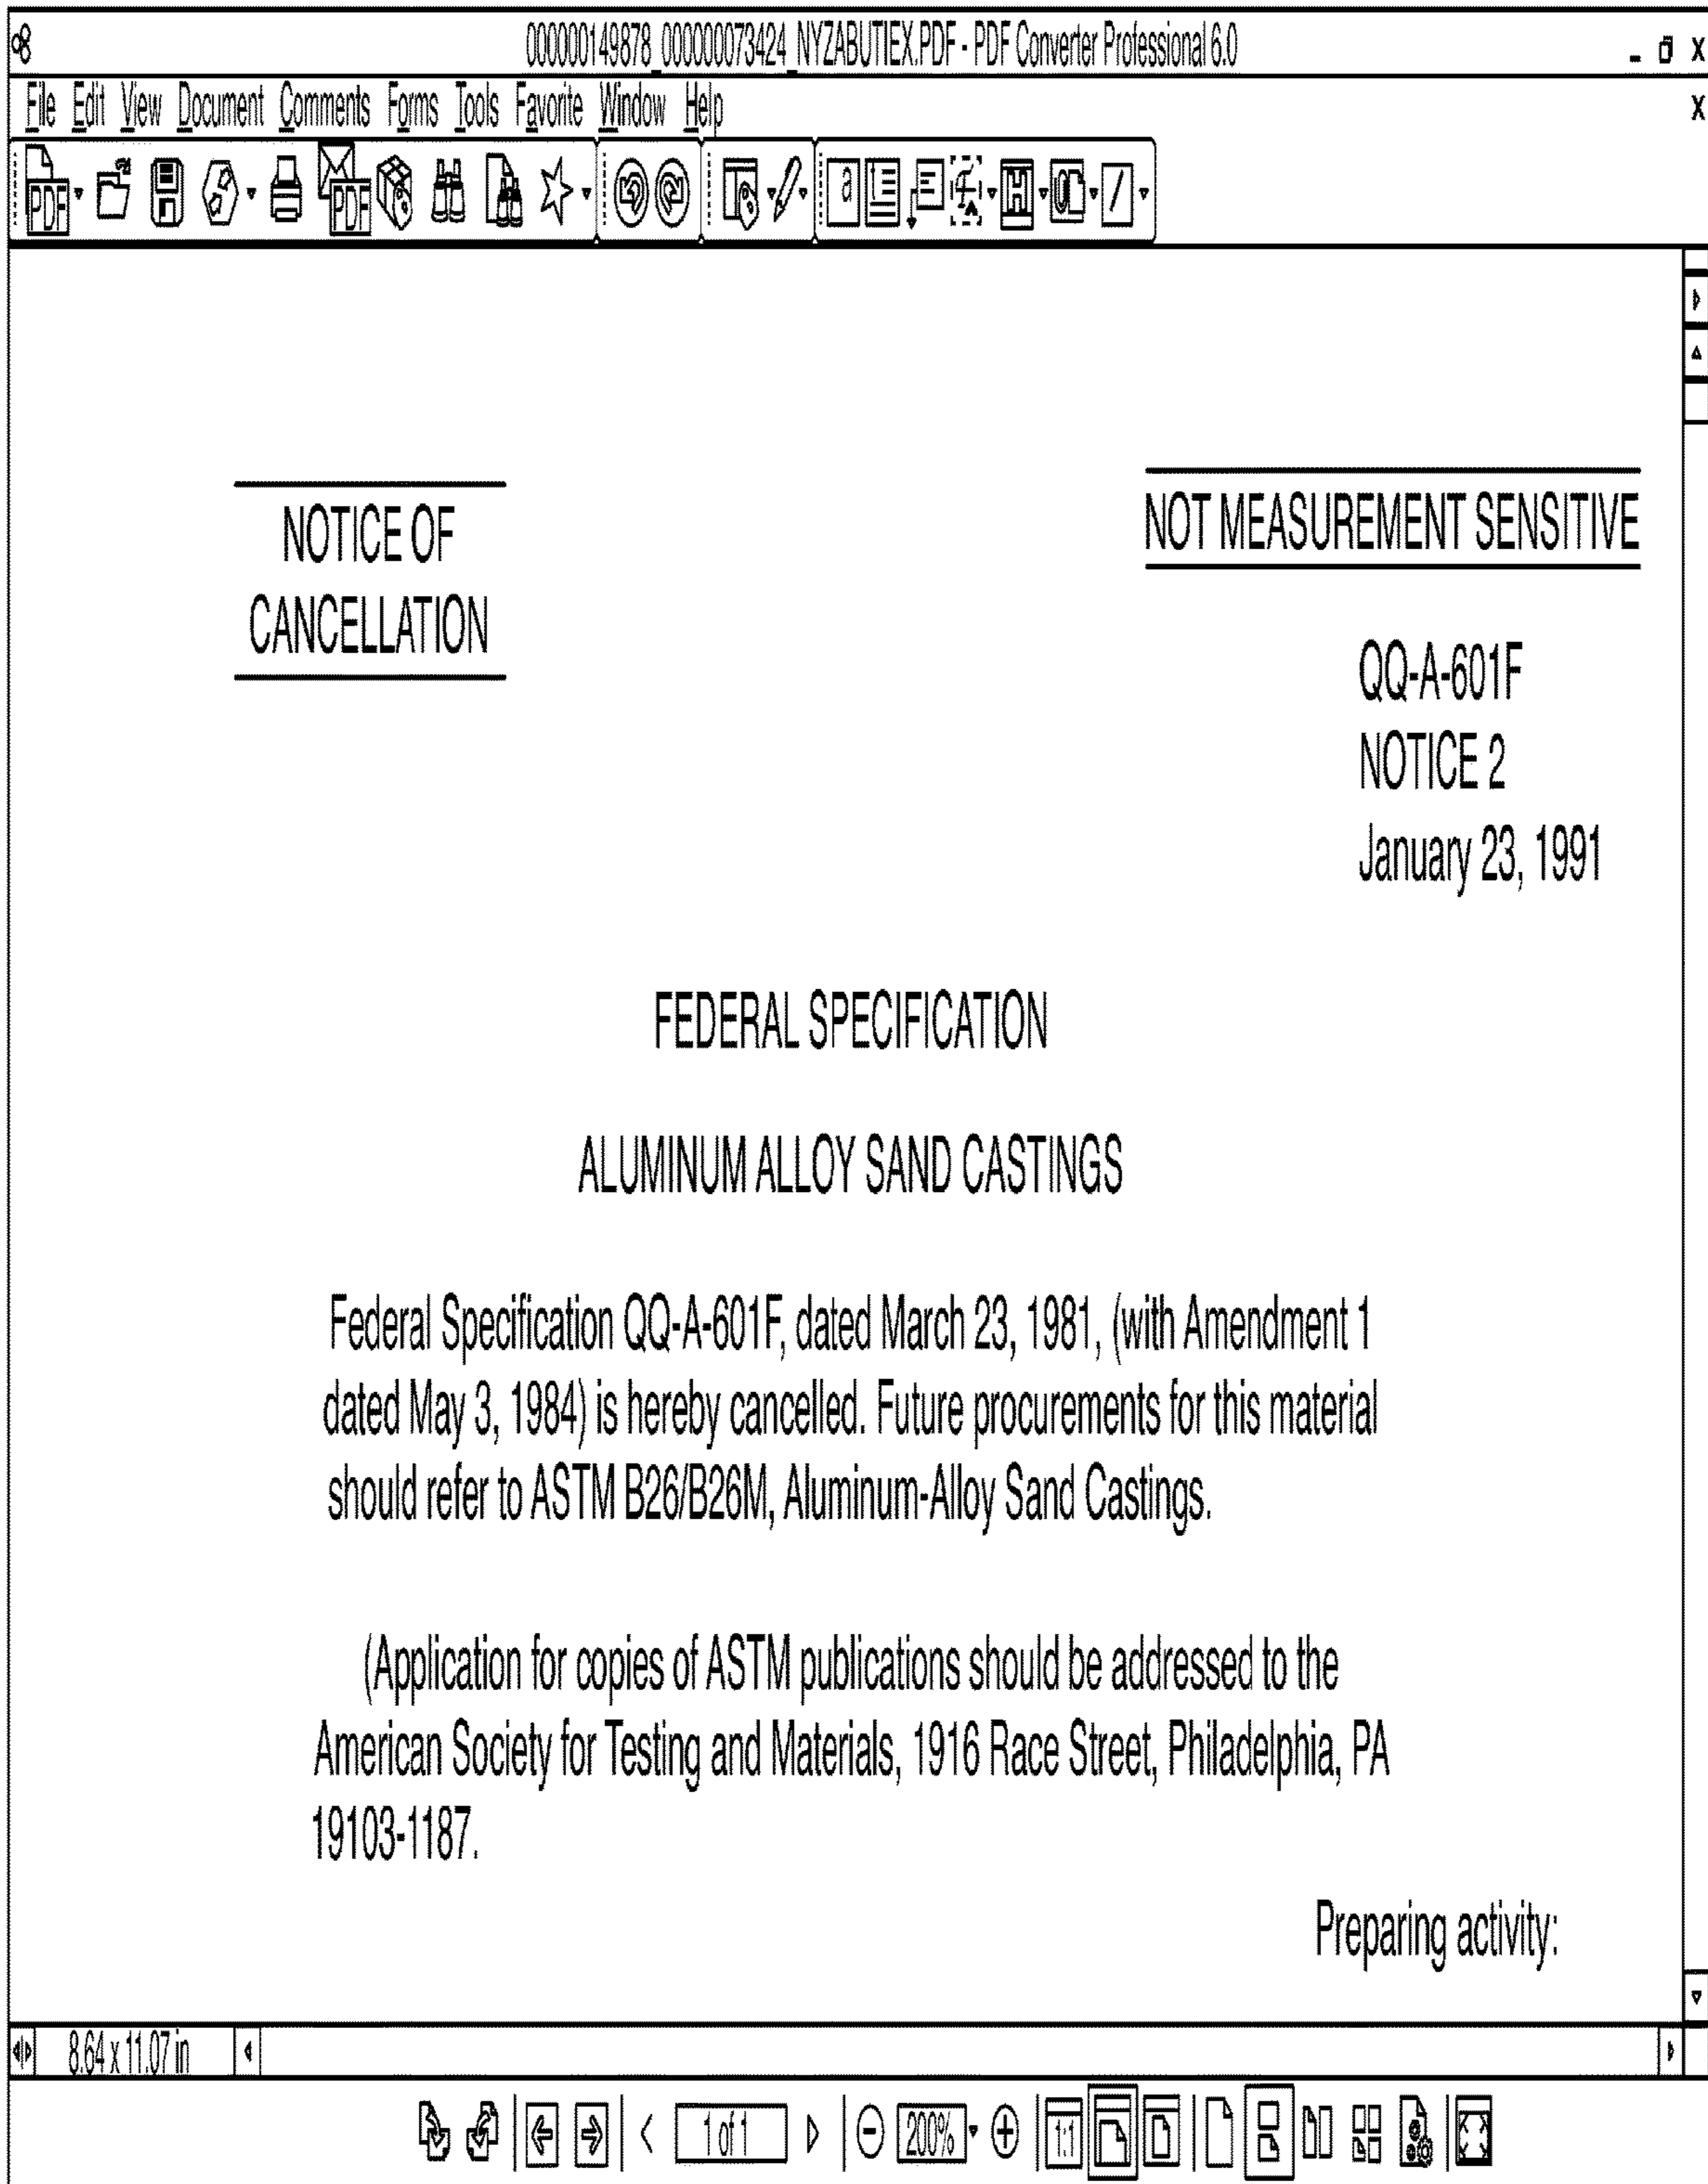 000000149878_000000073424_NYZABUTIEX.PDF - PDF Converter Professional 6.0
File Edit View Document Comments Forms Tools Favorite Window Help
PDF PDF a H
NOTICE OF
CANCELLATION
NOT MEASUREMENT SENSITIVE
QQ-A-601F
NOTICE 2
January 23, 1991
FEDERAL SPECIFICATION
ALUMINUM ALLOY SAND CASTINGS
Federal Specification QQ-A-601F, dated March 23, 1981, (with Amendment 1
dated May 3, 1984) is hereby cancelled. Future procurements for this material
should refer to ASTM B26/B26M, Aluminum-Alloy Sand Castings.
(Application for copies of ASTM publications should be addressed to the
American Society for Testing and Materials, 1916 Race Street, Philadelphia, PA
19103-1187.
Preparing activity:
8.64 x 11.07 in
1 of 1 200% 1:1